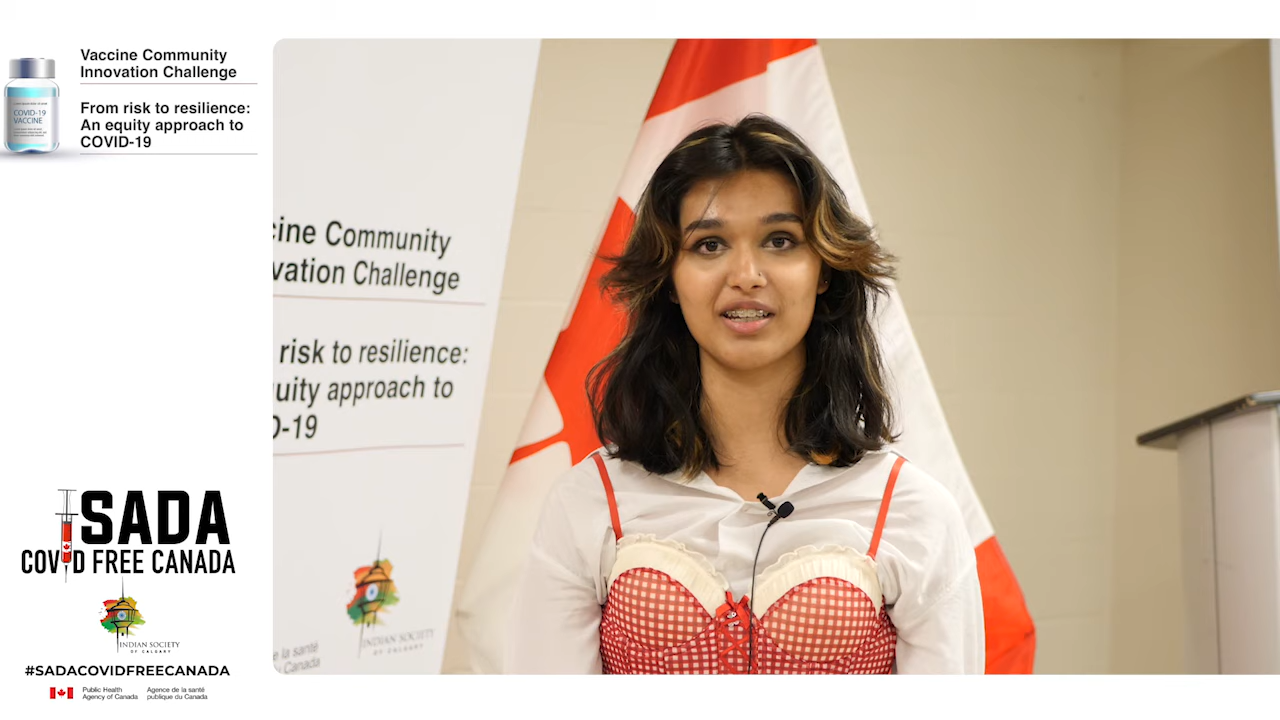 Vaccine Community
Innovation Challenge
From risk to resilience:
An equity approach to
COVID-19
COVID-19
VACCINE
SADA
COVID FREE CANADA
INDIAN SOCIETY
OF CALGARY
#SADACOVIDFREECANADA
Public Health
Agency of Canada
Agence de la santé
publique du Canada
cine Community
vation Challenge
risk to resilience:
uity approach to
D-19
INDIAN SOCIETY
OF CALGARY
de la santé
Canada